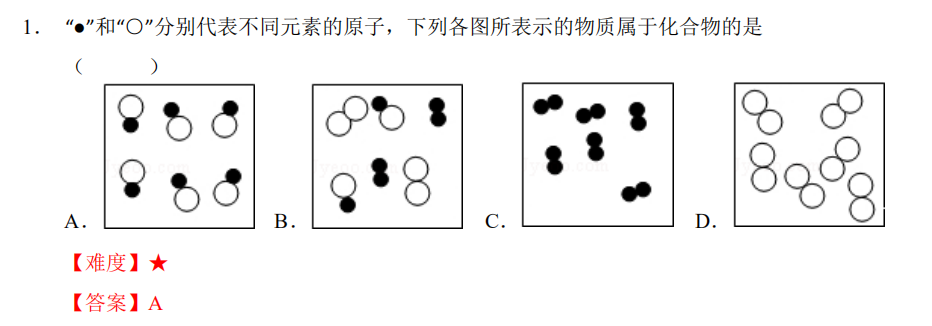 1. “●”和“○”分别代表不同元素的原子，下列各图所表示的物质属于化合物的是
（　　）
A. B. C. D.
【难度】★
【答案】A